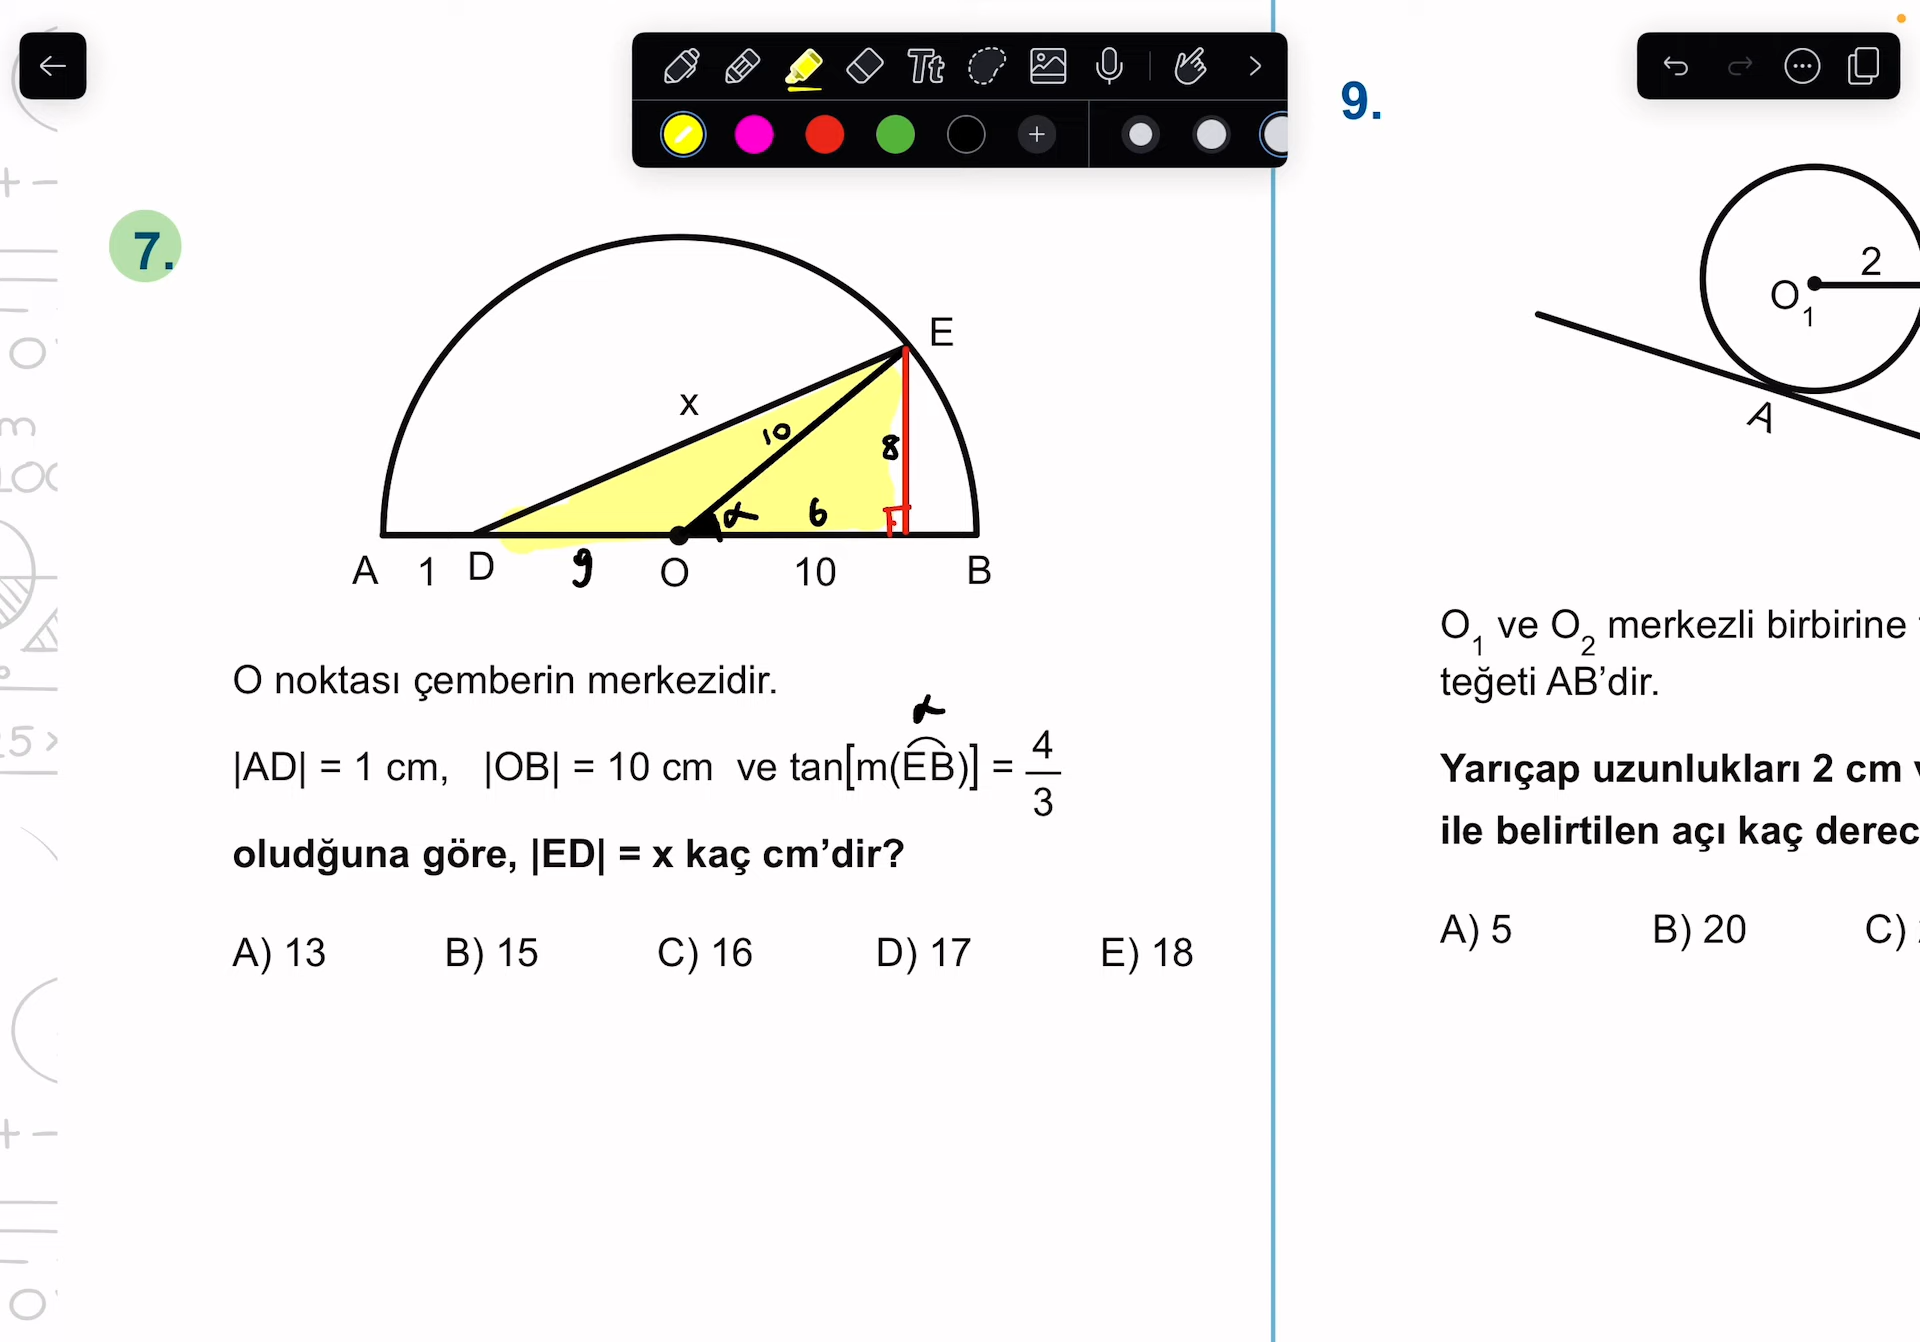 Tt
7.
E
x
10
8
α
6
A 1 D 9 O 10 B
O noktası çemberin merkezidir.
α
|AD| = 1 cm, |OB| = 10 cm ve tan[m(EB)] = 4/3
oludğuna göre, |ED| = x kaç cm'dir?
A) 13 B) 15 C) 16 D) 17 E) 18
9.
2
O1
A
O1 ve O2 merkezli birbirine
teğeti AB'dir.
Yarıçap uzunlukları 2 cm
ile belirtilen açı kaç derec
A) 5 B) 20 C)